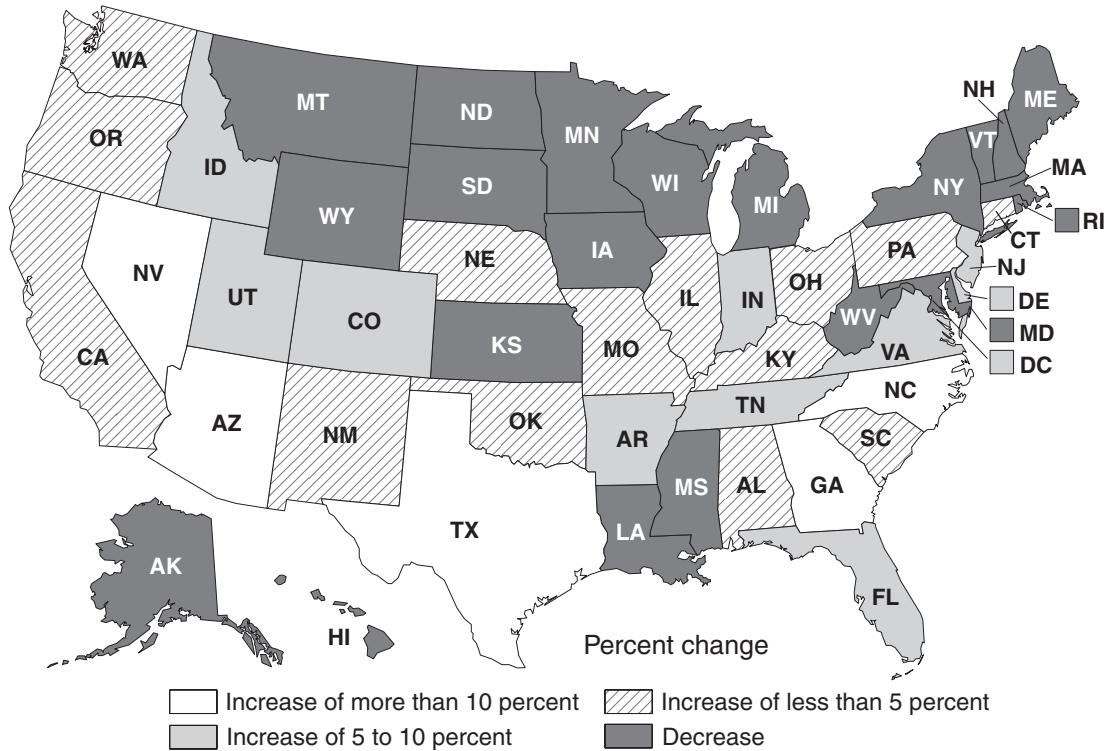 WA
MT
ND
MN
ME
NH
VT
OR
ID
SD
WI
MI
NY
MA
WY
RI
CT
IA
NE
PA
NV
UT
CO
IL
IN
OH
NJ
DE
MD
DC
CA
KS
MO
KY
WV
VA
AZ
NM
OK
AR
TN
NC
SC
MS
AL
GA
TX
LA
AK
HI
FL
Percent change
Increase of more than 10 percent
Increase of less than 5 percent
Increase of 5 to 10 percent
Decrease